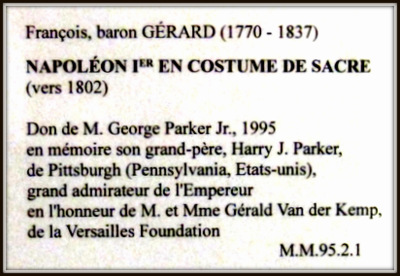 François, baron GÉRARD (1770 - 1837)
NAPOLÉON IER EN COSTUME DE SACRE
(vers 1802)
Don de M. George Parker Jr., 1995
en mémoire son grand-père, Harry J. Parker,
de Pittsburgh (Pennsylvania, Etats-unis),
grand admirateur de l'Empereur
en l'honneur de M. et Mme Gérald Van der Kemp,
de la Versailles Foundation
M.M.95.2.1